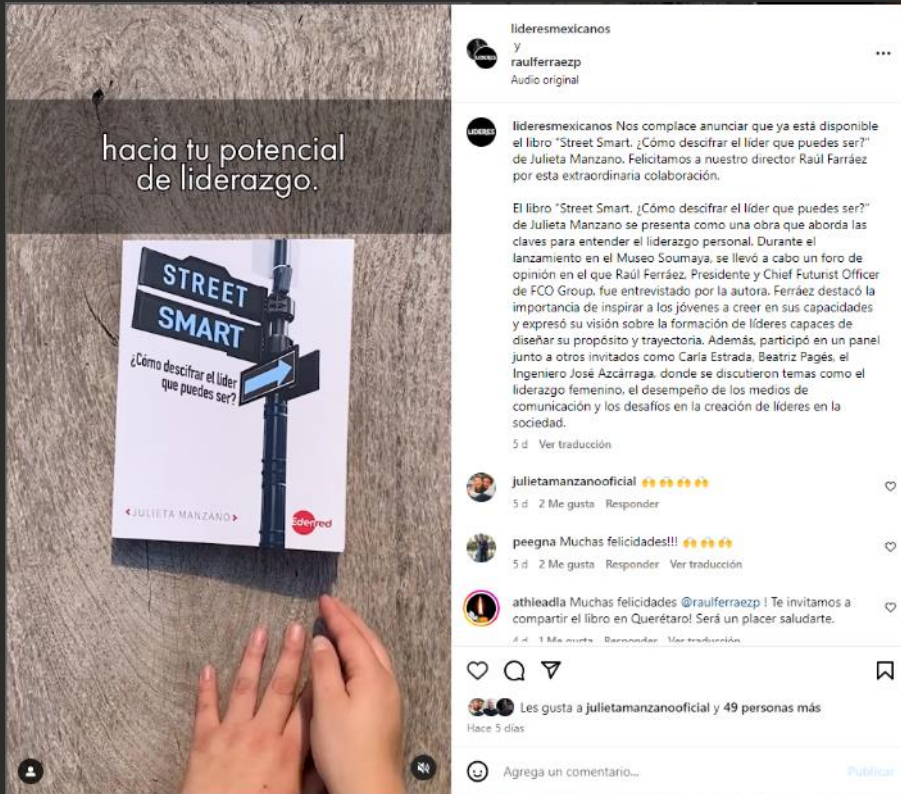 hacia tu potencial
de liderazgo.
STREET
SMART
¿Cómo descifrar el líder
que puedes ser?
JULIETA MANZANO
Edenred
lideresmexicanos
y
raulferraezp
Audio original
LIDERES
lideresmexicanos Nos complace anunciar que ya está disponible
el libro "Street Smart. ¿Cómo descifrar el líder que puedes ser?"
de Julieta Manzano. Felicitamos a nuestro director Raúl Farráez
por esta extraordinaria colaboración.
El libro "Street Smart. ¿Cómo descifrar el líder que puedes ser?"
de Julieta Manzano se presenta como una obra que aborda las
claves para entender el liderazgo personal. Durante el
lanzamiento en el Museo Soumaya, se llevó a cabo un foro de
opinión en el que Raúl Ferráez, Presidente y Chief Futurist Officer
de FCO Group, fue entrevistado por la autora. Ferráez destacó la
importancia de inspirar a los jóvenes a creer en sus capacidades
y expresó su visión sobre la formación de líderes capaces de
diseñar su propósito y trayectoria. Además, participó en un panel
junto a otros invitados como Carla Estrada, Beatriz Pagés, el
Ingeniero José Azcárraga, donde se discutieron temas como el
liderazgo femenino, el desempeño de los medios de
comunicación y los desafíos en la creación de líderes en la
sociedad.
5 d Ver traducción
julietamanzanooficial 🙌🙌🙌🙌
5 d 2 Me gusta Responder
peegna Muchas felicidades!!! 🙌🙌🙌
5 d 2 Me gusta Responder Ver traducción
athleadla Muchas felicidades @raulferraezp ! Te invitamos a
compartir el libro en Querétaro! Será un placer saludarte.
4 d 1 Me gusta Responder Ver traducción
Les gusta a julietamanzanooficial y 49 personas más
Hace 5 días
Agrega un comentario...
Publicar